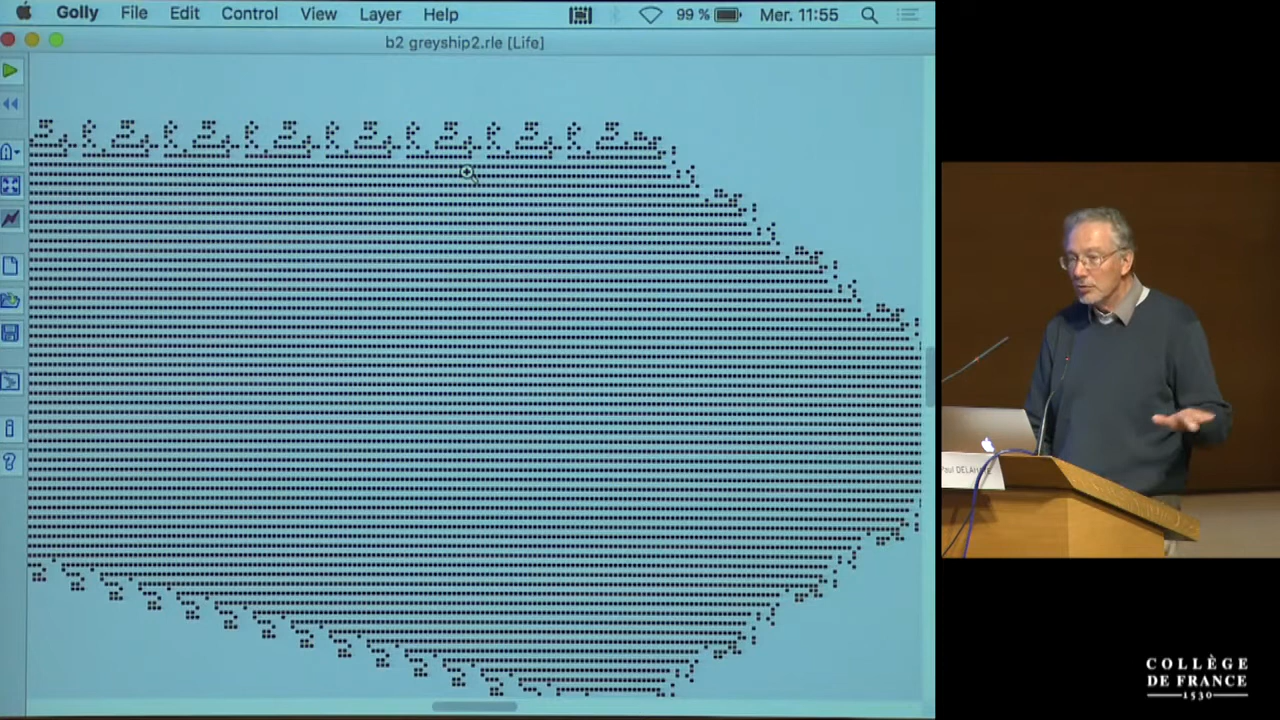 Golly File Edit Control View Layer Help 99 % Mer. 11:55
b2 greyship2.rle [Life]
COLLÈGE
DE FRANCE
1530